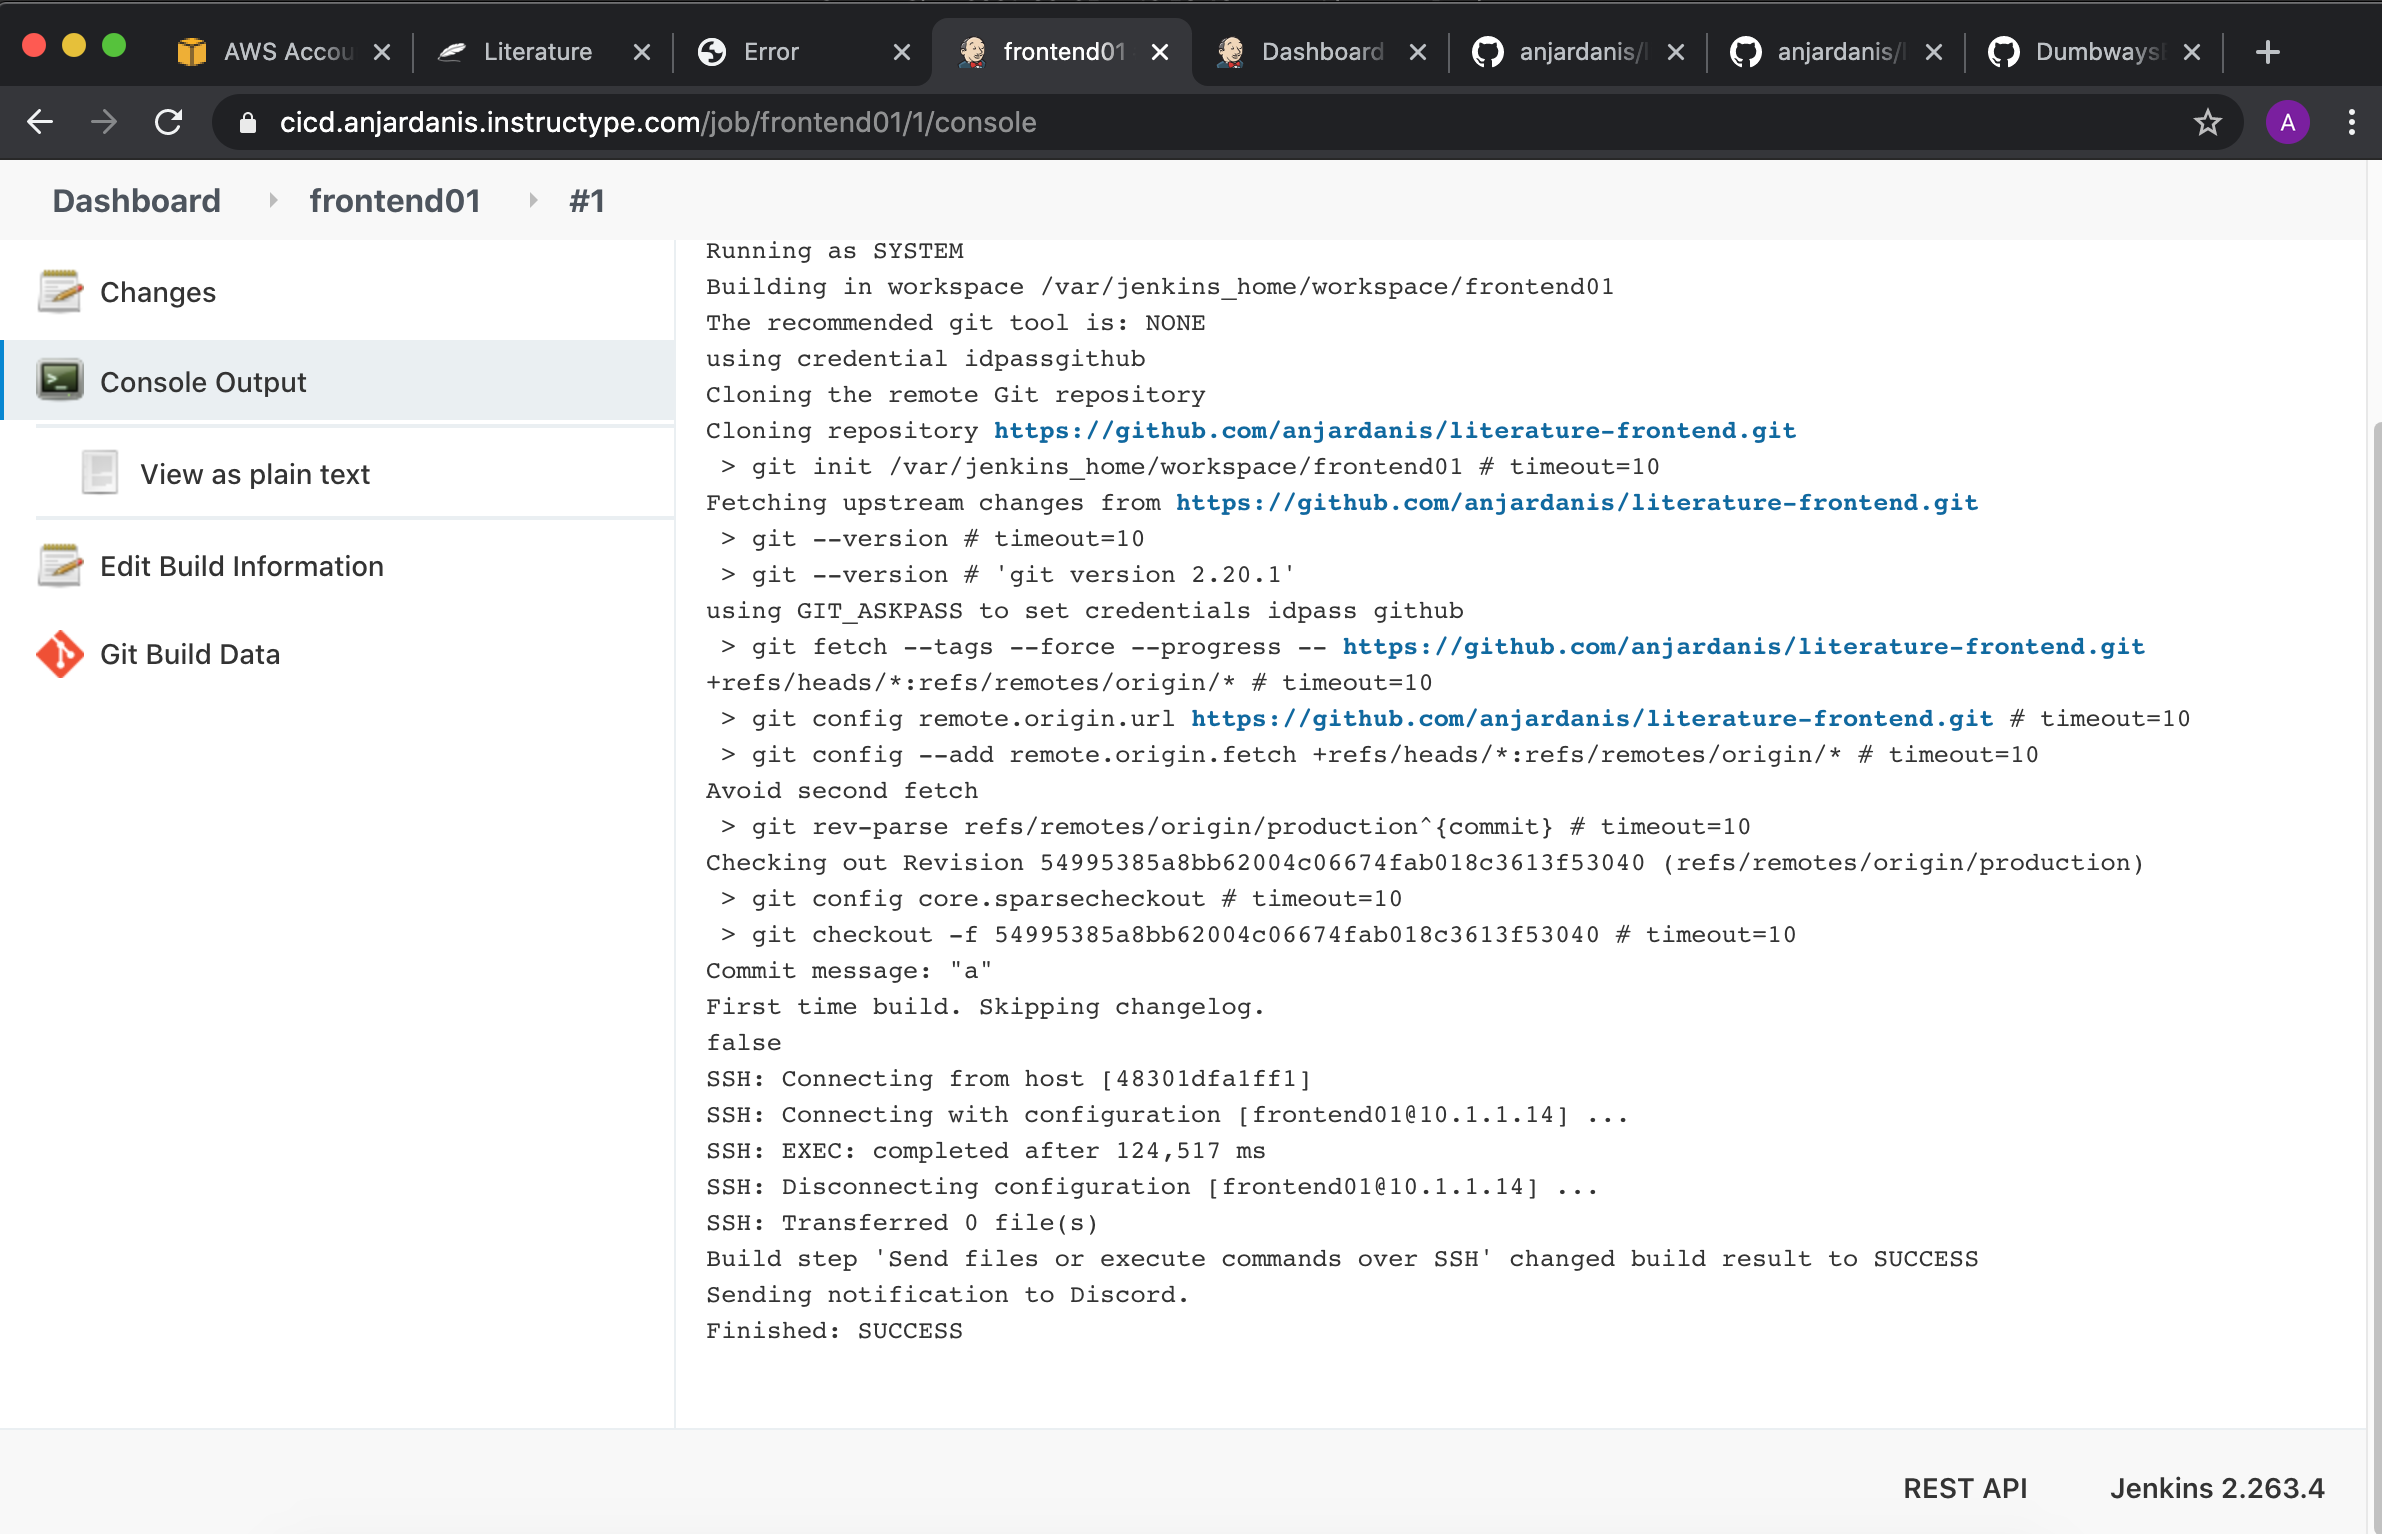 AWS Accou
Literature
Error
frontend01
Dashboard
anjardanis/l
anjardanis/l
Dumbways
cicd.anjardanis.instructype.com/job/frontend01/1/console
A
Dashboard
frontend01
#1
Changes
Console Output
View as plain text
Edit Build Information
Git Build Data
Running as SYSTEM
Building in workspace /var/jenkins_home/workspace/frontend01
The recommended git tool is: NONE
using credential idpassgithub
Cloning the remote Git repository
Cloning repository https://github.com/anjardanis/literature-frontend.git
> git init /var/jenkins_home/workspace/frontend01 # timeout=10
Fetching upstream changes from https://github.com/anjardanis/literature-frontend.git
> git --version # timeout=10
> git --version # 'git version 2.20.1'
using GIT_ASKPASS to set credentials idpass github
> git fetch --tags --force --progress -- https://github.com/anjardanis/literature-frontend.git
+refs/heads/*:refs/remotes/origin/* # timeout=10
> git config remote.origin.url https://github.com/anjardanis/literature-frontend.git # timeout=10
> git config --add remote.origin.fetch +refs/heads/*:refs/remotes/origin/* # timeout=10
Avoid second fetch
> git rev-parse refs/remotes/origin/production^{commit} # timeout=10
Checking out Revision 54995385a8bb62004c06674fab018c3613f53040 (refs/remotes/origin/production)
> git config core.sparsecheckout # timeout=10
> git checkout -f 54995385a8bb62004c06674fab018c3613f53040 # timeout=10
Commit message: "a"
First time build. Skipping changelog.
false
SSH: Connecting from host [48301dfa1ff1]
SSH: Connecting with configuration [frontend01@10.1.1.14] ...
SSH: EXEC: completed after 124,517 ms
SSH: Disconnecting configuration [frontend01@10.1.1.14] ...
SSH: Transferred 0 file(s)
Build step 'Send files or execute commands over SSH' changed build result to SUCCESS
Sending notification to Discord.
Finished: SUCCESS
REST API
Jenkins 2.263.4